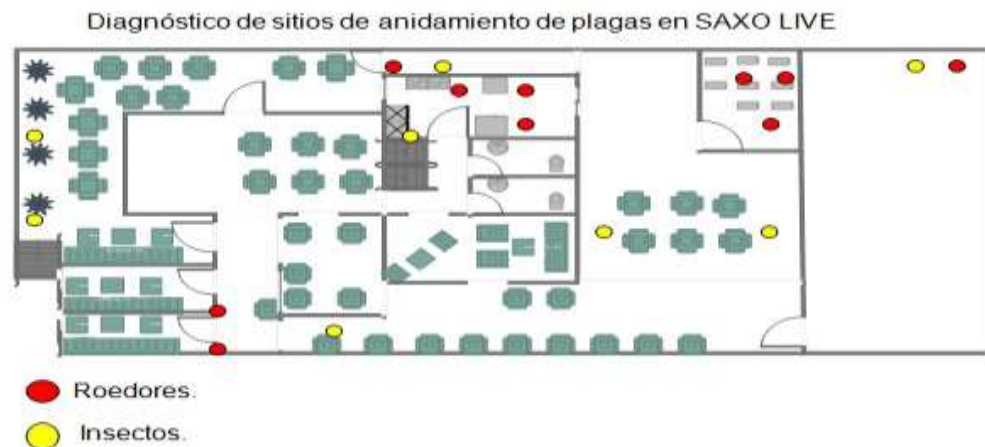 Diagnóstico de sitios de anidamiento de plagas en SAXO LIVE
Roedores.
Insectos.